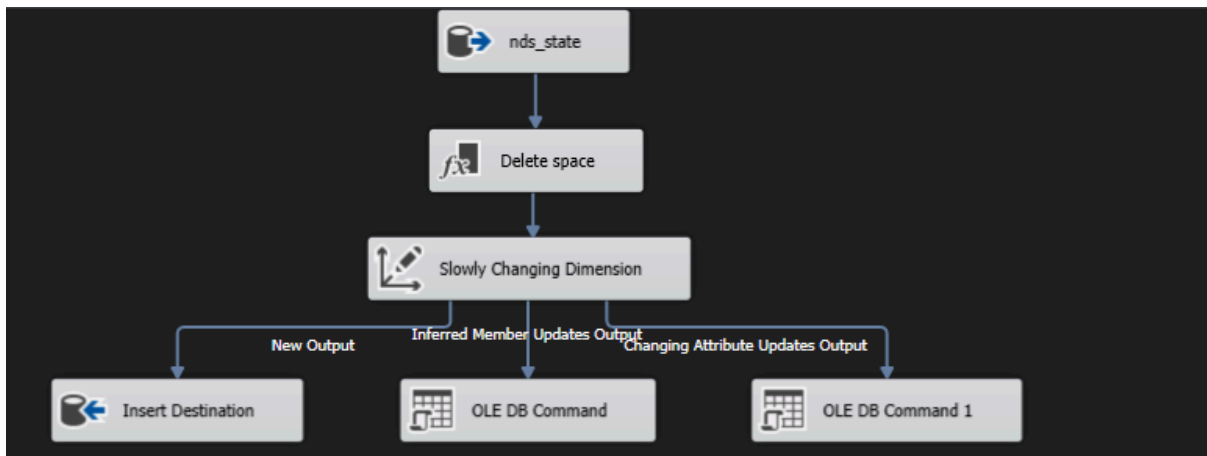 nds_state
Delete space
Slowly Changing Dimension
New Output
Inferred Member Updates Output
Changing Attribute Updates Output
Insert Destination
OLE DB Command
OLE DB Command 1